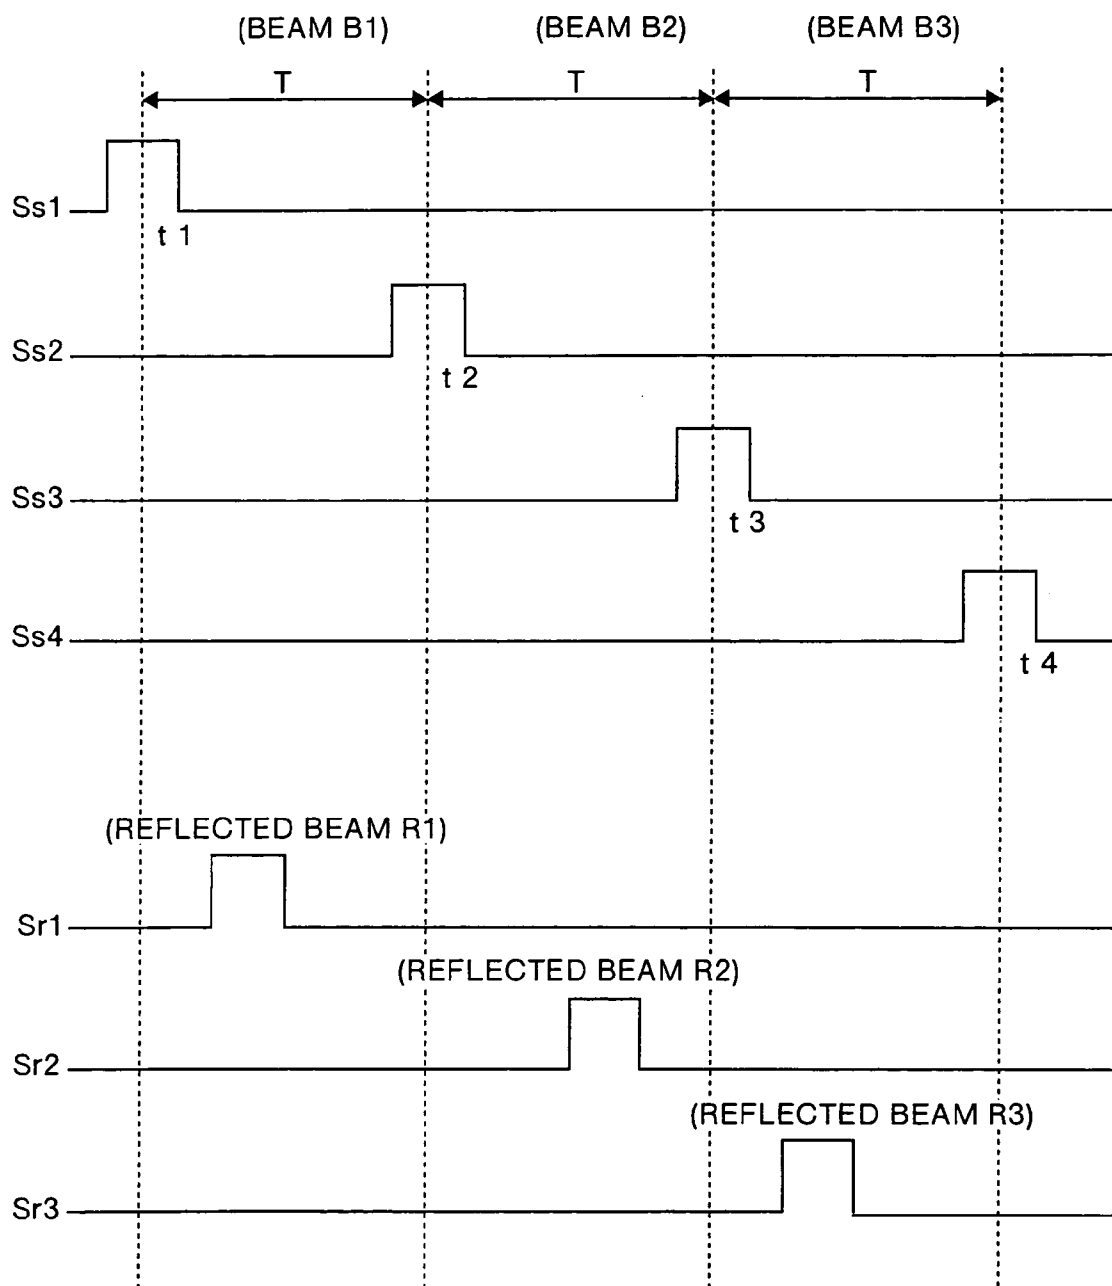 (BEAM B1) (BEAM B2) (BEAM B3)
T T T
Ss1
t 1
Ss2
t 2
Ss3
t 3
Ss4
t 4
(REFLECTED BEAM R1)
Sr1
(REFLECTED BEAM R2)
Sr2
(REFLECTED BEAM R3)
Sr3